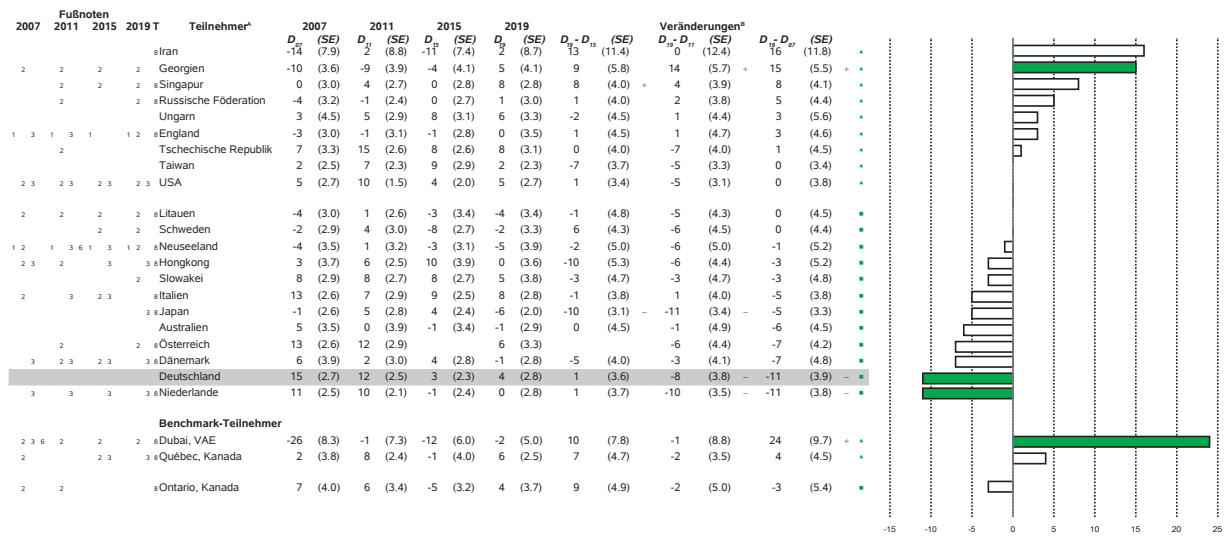 Fußnoten
2007 2011 2015 2019 T Teilnehmerᴬ 2007 2011 2015 2019 Veränderungenᴮ
D₀₇ (SE) D₁₁ (SE) D₁₅ (SE) D₁₉ (SE) D₁₉- D₁₅ (SE) D₁₉- D₁₁ (SE) D₁₉- D₀₇ (SE)
8 Iran -14 (7.9) 2 (8.8) -11 (7.4) 2 (8.7) 13 (11.4) 0 (12.4) 16 (11.8) ▲
2 2 2 2 Georgien -10 (3.6) -9 (3.9) -4 (4.1) 5 (4.1) 9 (5.8) 14 (5.7) + 15 (5.5) + ▲
2 2 2 8 Singapur 0 (3.0) 4 (2.7) 0 (2.8) 8 (2.8) 8 (4.0) + 4 (3.9) 8 (4.1) ▲
2 2 8 Russische Föderation -4 (3.2) -1 (2.4) 0 (2.7) 1 (3.0) 1 (4.0) 2 (3.8) 5 (4.4) ▲
Ungarn 3 (4.5) 5 (2.9) 8 (3.1) 6 (3.3) -2 (4.5) 1 (4.4) 3 (5.6) ▲
1 3 1 3 1 1 2 8 England -3 (3.0) -1 (3.1) -1 (2.8) 0 (3.5) 1 (4.5) 1 (4.7) 3 (4.6) ▲
2 Tschechische Republik 7 (3.3) 15 (2.6) 8 (2.6) 8 (3.1) 0 (4.0) -7 (4.0) 1 (4.5) ▲
Taiwan 2 (2.5) 7 (2.3) 9 (2.9) 2 (2.3) -7 (3.7) -5 (3.3) 0 (3.4) ▲
2 3 2 3 2 3 2 3 USA 5 (2.7) 10 (1.5) 4 (2.0) 5 (2.7) 1 (3.4) -5 (3.1) 0 (3.8) ▲
2 2 2 2 8 Litauen -4 (3.0) 1 (2.6) -3 (3.4) -4 (3.4) -1 (4.8) -5 (4.3) 0 (4.5) ■
2 2 Schweden -2 (2.9) 4 (3.0) -8 (2.7) -2 (3.3) 6 (4.3) -6 (4.5) 0 (4.4) ■
1 2 1 3 6 1 3 1 2 8 Neuseeland -4 (3.5) 1 (3.2) -3 (3.1) -5 (3.9) -2 (5.0) -6 (5.0) -1 (5.2) ■
2 3 2 3 3 8 Hongkong 3 (3.7) 6 (2.5) 10 (3.9) 0 (3.6) -10 (5.3) -6 (4.4) -3 (5.2) ■
2 Slowakei 8 (2.9) 8 (2.7) 8 (2.7) 5 (3.8) -3 (4.7) -3 (4.7) -3 (4.8) ■
2 3 2 3 8 Italien 13 (2.6) 7 (2.9) 9 (2.5) 8 (2.8) -1 (3.8) 1 (4.0) -5 (3.8) ■
3 8 Japan -1 (2.6) 5 (2.8) 4 (2.4) -6 (2.0) -10 (3.1) – -11 (3.4) – -5 (3.3) ■
Australien 5 (3.5) 0 (3.9) -1 (3.4) -1 (2.9) 0 (4.5) -1 (4.9) -6 (4.5) ■
2 2 8 Österreich 13 (2.6) 12 (2.9) 6 (3.3) -6 (4.4) -7 (4.2) ■
3 2 3 2 3 3 8 Dänemark 6 (3.9) 2 (3.0) 4 (2.8) -1 (2.8) -5 (4.0) -3 (4.1) -7 (4.8) ■
Deutschland 15 (2.7) 12 (2.5) 3 (2.3) 4 (2.8) 1 (3.6) -8 (3.8) – -11 (3.9) – ■
3 3 3 3 8 Niederlande 11 (2.5) 10 (2.1) -1 (2.4) 0 (2.8) 1 (3.7) -10 (3.5) – -11 (3.8) – ■
Benchmark-Teilnehmer
2 3 6 2 2 2 8 Dubai, VAE -26 (8.3) -1 (7.3) -12 (6.0) -2 (5.0) 10 (7.8) -1 (8.8) 24 (9.7) + ▲
2 2 3 3 8 Québec, Kanada 2 (3.8) 8 (2.4) -1 (4.0) 6 (2.5) 7 (4.7) -2 (3.5) 4 (4.5) ▲
2 2 8 Ontario, Kanada 7 (4.0) 6 (3.4) -5 (3.2) 4 (3.7) 9 (4.9) -2 (5.0) -3 (5.4) ■
-15 -10 -5 0 5 10 15 20 25